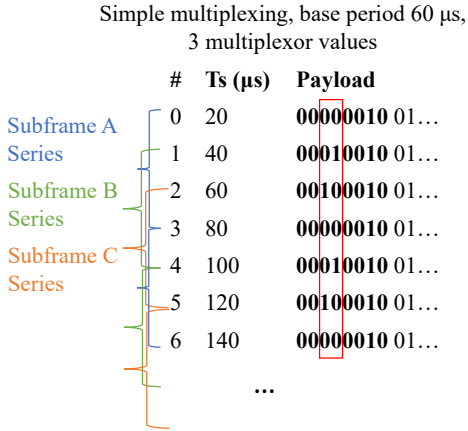 Simple multiplexing, base period 60 μs,
3 multiplexor values
# Ts (μs) Payload
0 20 00000010 01…
1 40 00010010 01…
2 60 00100010 01…
3 80 00000010 01…
4 100 00010010 01…
5 120 00100010 01…
6 140 00000010 01…
…
Subframe A
Series
Subframe B
Series
Subframe C
Series